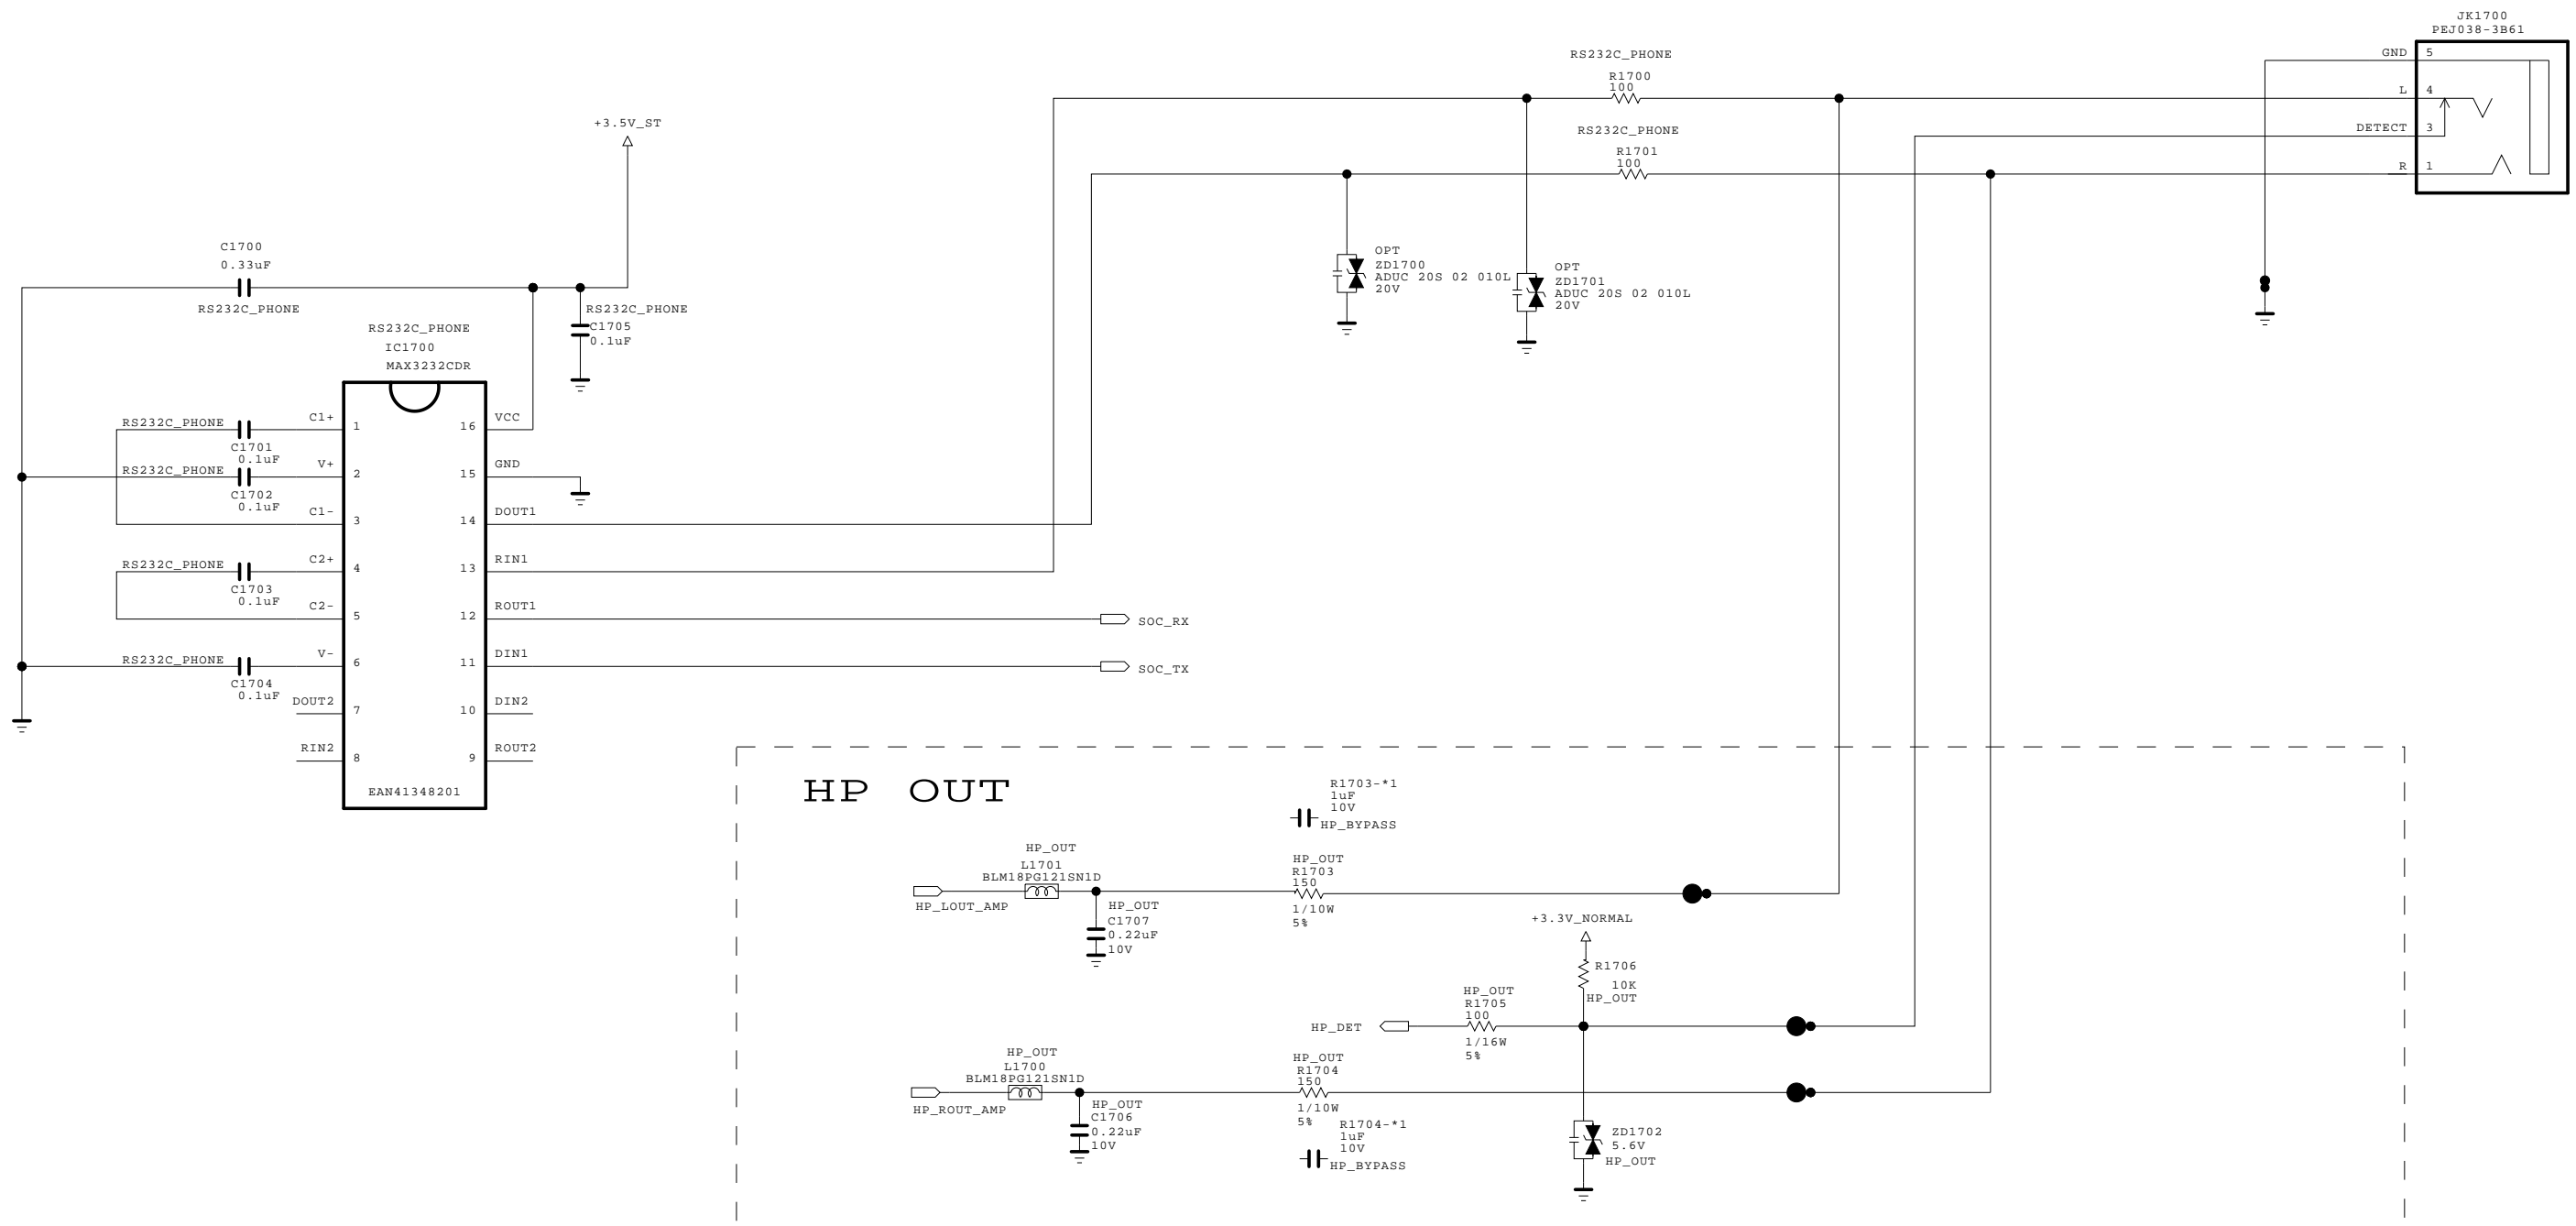 JK1700
PEJ038-3B61
GND 5
L 4
DETECT 3
R 1
RS232C_PHONE
R1700
100
RS232C_PHONE
R1701
100
+3.5V_ST
C1700
0.33uF
RS232C_PHONE
RS232C_PHONE
C1705
0.1uF
OPT
ZD1700
ADUC 20S 02 010L
20V
OPT
ZD1701
ADUC 20S 02 010L
20V
RS232C_PHONE
IC1700
MAX3232CDR
RS232C_PHONE
C1701
0.1uF
RS232C_PHONE
C1702
0.1uF
RS232C_PHONE
C1703
0.1uF
RS232C_PHONE
C1704
0.1uF
C1+ 1 16 VCC
V+ 2 15 GND
C1- 3 14 DOUT1
C2+ 4 13 RIN1
C2- 5 12 ROUT1
V- 6 11 DIN1
DOUT2 7 10 DIN2
RIN2 8 9 ROUT2
EAN41348201
SOC_RX
SOC_TX
HP OUT
R1703-*1
1uF
10V
HP_BYPASS
HP_OUT
L1701
BLM18PG121SN1D
HP_LOUT_AMP
HP_OUT
C1707
0.22uF
10V
HP_OUT
R1703
150
1/10W
5%
+3.3V_NORMAL
R1706
10K
HP_OUT
HP_OUT
R1705
100
1/16W
5%
HP_DET
HP_OUT
L1700
BLM18PG121SN1D
HP_ROUT_AMP
HP_OUT
C1706
0.22uF
10V
HP_OUT
R1704
150
1/10W
5%
R1704-*1
1uF
10V
HP_BYPASS
ZD1702
5.6V
HP_OUT